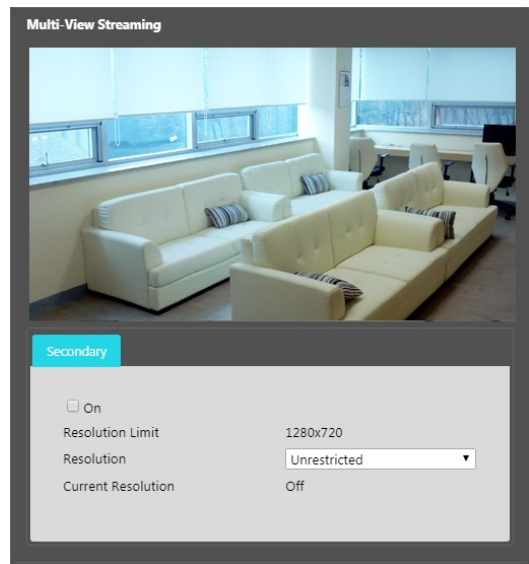 Multi-View Streaming
Secondary
On
Resolution Limit 1280x720
Resolution Unrestricted
Current Resolution Off